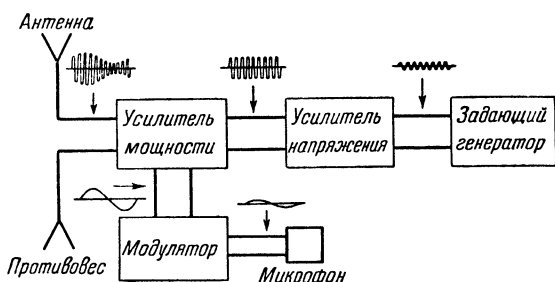 Антенна
Усилитель
мощности
Усилитель
напряжения
Задающий
генератор
Модулятор
Противовес
Микрофон